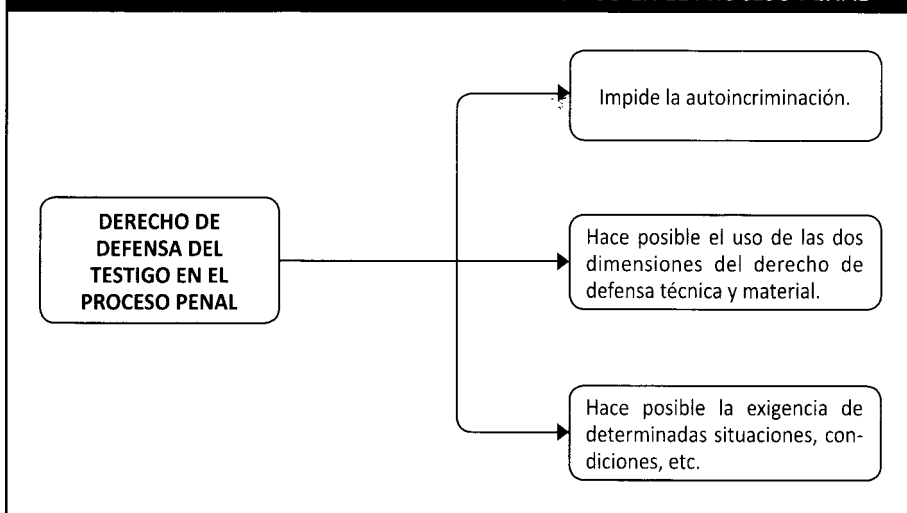 DERECHO DE
DEFENSA DEL
TESTIGO EN EL
PROCESO PENAL
Impide la autoincriminación.
Hace posible el uso de las dos
dimensiones del derecho de
defensa técnica y material.
Hace posible la exigencia de
determinadas situaciones, con-
diciones, etc.